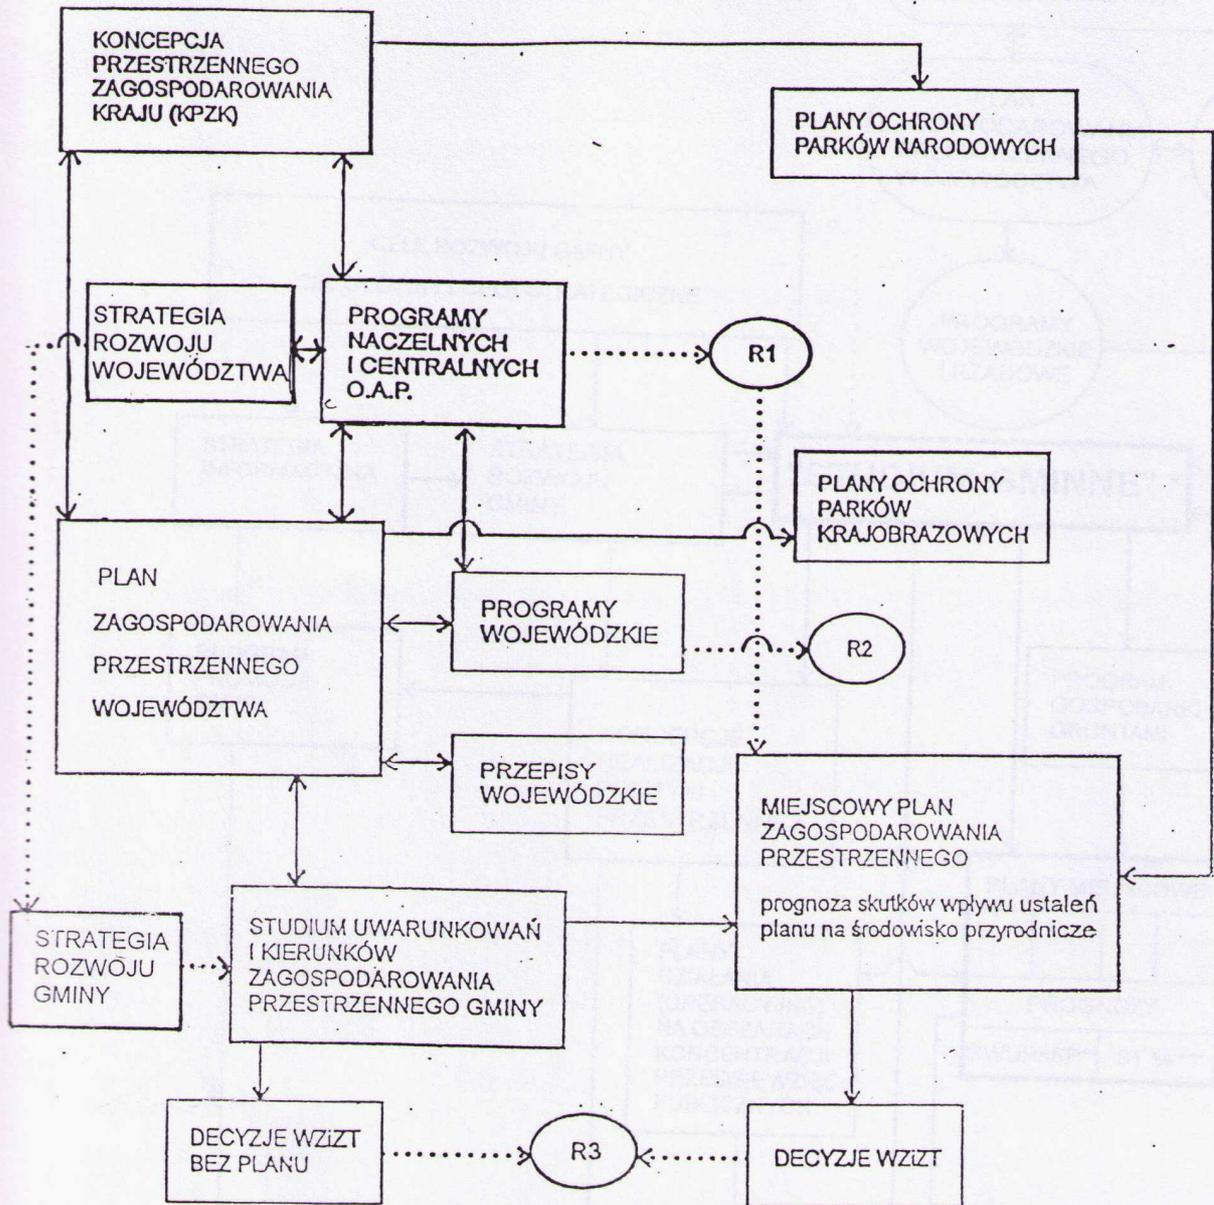 KONCEPCJA
PRZESTRZENNEGO
ZAGOSPODAROWANIA
KRAJU (KPZK)
PLANY OCHRONY
PARKÓW NARODOWYCH
STRATEGIA
ROZWOJU
WOJEWÓDZTWA
PROGRAMY
NACZELNYCH
I CENTRALNYCH
O.A.P.
R1
PLANY OCHRONY
PARKÓW
KRAJOBRAZOWYCH
PLAN
ZAGOSPODAROWANIA
PRZESTRZENNEGO
WOJEWÓDZTWA
PROGRAMY
WOJEWÓDZKIE
R2
PRZEPISY
WOJEWÓDZKIE
MIEJSCOWY PLAN
ZAGOSPODAROWANIA
PRZESTRZENNEGO
prognoza skutków wpływu ustaleń
planu na środowisko przyrodnicze
STRATEGIA
ROZWOJU
GMINY
STUDIUM UWARUNKOWAŃ
I KIERUNKÓW
ZAGOSPODAROWANIA
PRZESTRZENNEGO GMINY
DECYZJE WZiZT
BEZ PLANU
R3
DECYZJE WZiZT